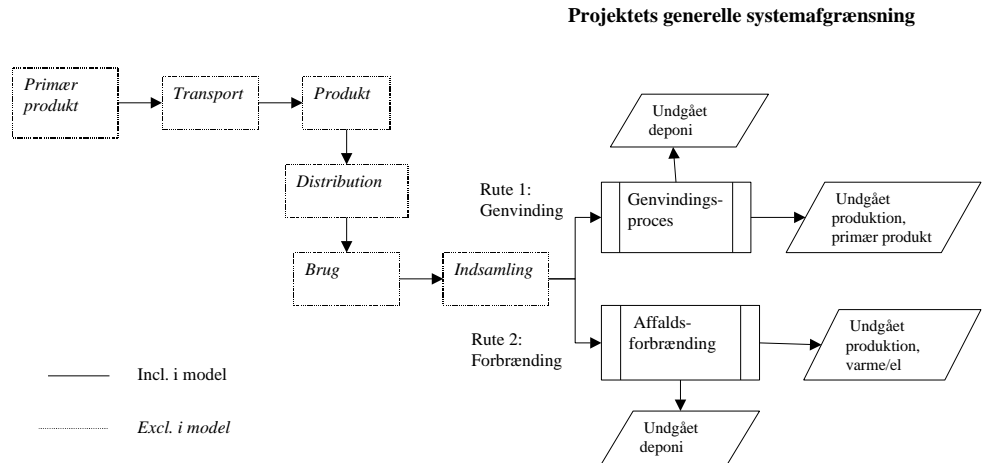 Projektets generelle systemafgrænsning
Primær
produkt
Transport
Produkt
Undgået
deponi
Distribution
Rute 1:
Genvinding
Genvindings-
proces
Undgået
produktion,
primær produkt
Brug
Indsamling
Rute 2:
Forbrænding
Affalds-
forbrænding
Undgået
produktion,
varme/el
Incl. i model
Excl. i model
Undgået
deponi